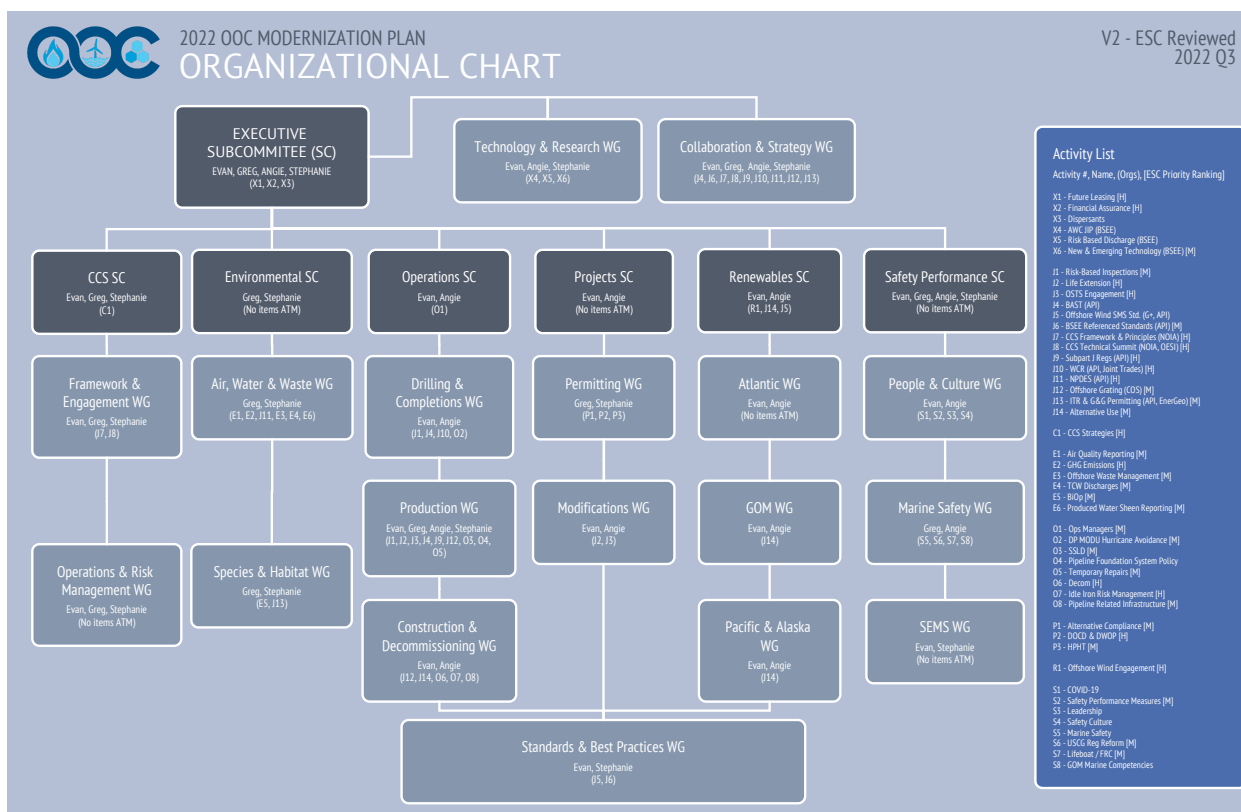 OOC
2022 OOC MODERNIZATION PLAN
ORGANIZATIONAL CHART
V2 - ESC Reviewed
2022 Q3
EXECUTIVE
SUBCOMMITEE (SC)
EVAN, GREG, ANGIE, STEPHANIE
(X1, X2, X3)
Technology & Research WG
Evan, Angie, Stephanie
(X4, X5, X6)
Collaboration & Strategy WG
Evan, Greg, Angie, Stephanie
(J4, J6, J7, J8, J9, J10, J11, J12, J13)
CCS SC
Evan, Greg, Stephanie
(C1)
Environmental SC
Greg, Stephanie
(No items ATM)
Operations SC
Evan, Angie
(O1)
Projects SC
Evan, Angie
(No items ATM)
Renewables SC
Evan, Angie
(R1, J14, J5)
Safety Performance SC
Evan, Greg, Angie, Stephanie
(No items ATM)
Framework &
Engagement WG
Evan, Greg, Stephanie
(J7, J8)
Air, Water & Waste WG
Greg, Stephanie
(E1, E2, J11, E3, E4, E6)
Drilling &
Completions WG
Evan, Angie
(J1, J4, J10, O2)
Permitting WG
Greg, Stephanie
(P1, P2, P3)
Atlantic WG
Evan, Angie
(No items ATM)
People & Culture WG
Evan, Angie
(S1, S2, S3, S4)
Operations & Risk
Management WG
Evan, Greg, Stephanie
(No items ATM)
Species & Habitat WG
Greg, Stephanie
(E5, J13)
Production WG
Evan, Greg, Angie, Stephanie
(J1, J2, J3, J4, J9, J12, O3, O4,
O5)
Modifications WG
Evan, Angie
(J2, J3)
GOM WG
Evan, Angie
(J14)
Marine Safety WG
Greg, Angie
(S5, S6, S7, S8)
Construction &
Decommissioning WG
Evan, Angie
(J12, J14, O6, O7, O8)
Pacific & Alaska
WG
Evan, Angie
(J14)
SEMS WG
Evan, Stephanie
(No items ATM)
Standards & Best Practices WG
Evan, Stephanie
(J5, J6)
Activity List
Activity #, Name, (Orgs), [ESC Priority Ranking]
X1 - Future Leasing [H]
X2 - Financial Assurance [H]
X3 - Dispersants
X4 - AWC JIP (BSEE)
X5 - Risk Based Discharge (BSEE)
X6 - New & Emerging Technology (BSEE) [M]
J1 - Risk-Based Inspections [M]
J2 - Life Extension [H]
J3 - OSTS Engagement [H]
J4 - BAST (API)
J5 - Offshore Wind SMS Std. (G+, API)
J6 - BSEE Referenced Standards (API) [M]
J7 - CCS Framework & Principles (NOIA) [H]
J8 - CCS Technical Summit (NOIA, OESI) [H]
J9 - Subpart J Regs (API) [H]
J10 - WCR (API, Joint Trades) [H]
J11 - NPDES (API) [H]
J12 - Offshore Grating (COS) [M]
J13 - ITR & G&G Permitting (API, EnerGeo) [M]
J14 - Alternative Use [M]
C1 - CCS Strategies [H]
E1 - Air Quality Reporting [M]
E2 - GHG Emissions [H]
E3 - Offshore Waste Management [M]
E4 - TCW Discharges [M]
E5 - BiOp [M]
E6 - Produced Water Sheen Reporting [M]
O1 - Ops Managers [M]
O2 - DP MODU Hurricane Avoidance [M]
O3 - SSLD [M]
O4 - Pipeline Foundation System Policy
O5 - Temporary Repairs [M]
O6 - Decom [H]
O7 - Idle Iron Risk Management [H]
O8 - Pipeline Related Infrastructure [M]
P1 - Alternative Compliance [M]
P2 - DOCD & DWOP [H]
P3 - HPHT [M]
R1 - Offshore Wind Engagement [H]
S1 - COVID-19
S2 - Safety Performance Measures [M]
S3 - Leadership
S4 - Safety Culture
S5 - Marine Safety
S6 - USCG Reg Reform [M]
S7 - Lifeboat / FRC [M]
S8 - GOM Marine Competencies